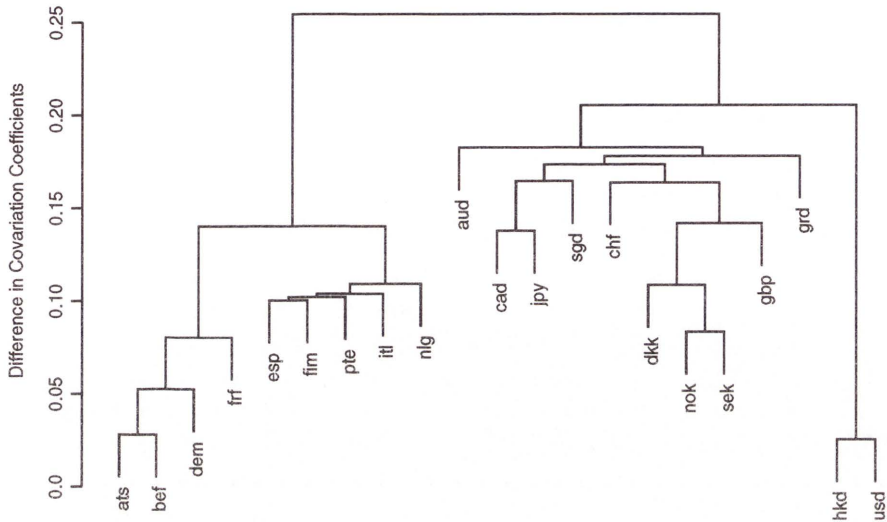 Difference in Covariation Coefficients
0.25
0.20
0.15
0.10
0.05
0.0
ats
bef
dem
frf
esp
fim
pte
itl
nlg
aud
cad
jpy
sgd
chf
dkk
nok
sek
gbp
grd
hkd
usd